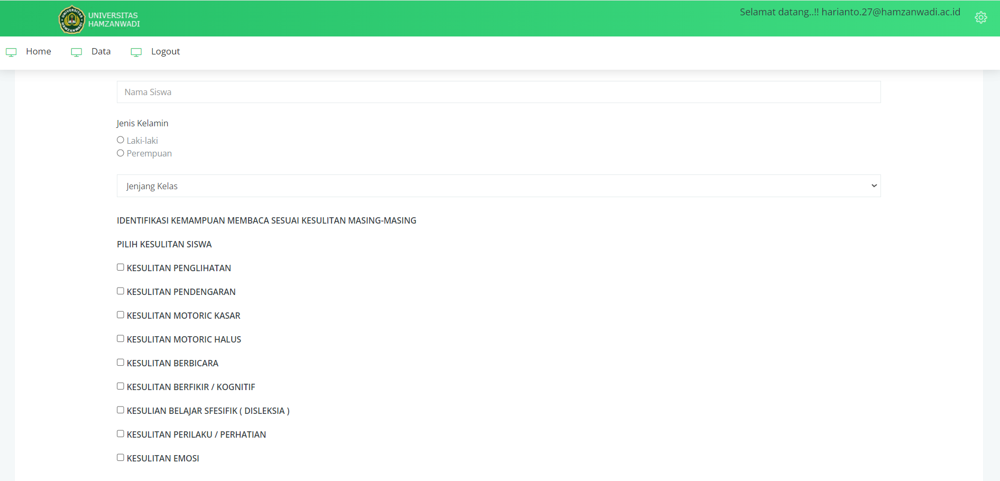 UNIVERSITAS
HAMZANWADI
Selamat datang..!! harianto.27@hamzanwadi.ac.id
Home
Data
Logout
Nama Siswa
Jenis Kelamin
Laki-laki
Perempuan
Jenjang Kelas
IDENTIFIKASI KEMAMPUAN MEMBACA SESUAI KESULITAN MASING-MASING
PILIH KESULITAN SISWA
KESULITAN PENGLIHATAN
KESULITAN PENDENGARAN
KESULITAN MOTORIC KASAR
KESULITAN MOTORIC HALUS
KESULITAN BERBICARA
KESULITAN BERFIKIR / KOGNITIF
KESULIAN BELAJAR SFESIFIK ( DISLEKSIA )
KESULITAN PERILAKU / PERHATIAN
KESULITAN EMOSI